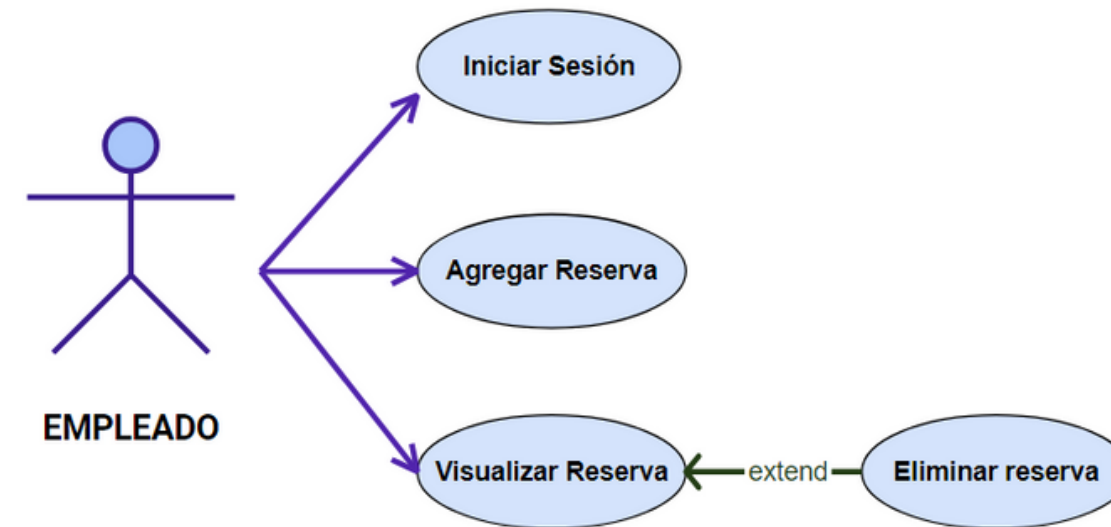 Iniciar Sesión
Agregar Reserva
EMPLEADO
Visualizar Reserva
extend
Eliminar reserva